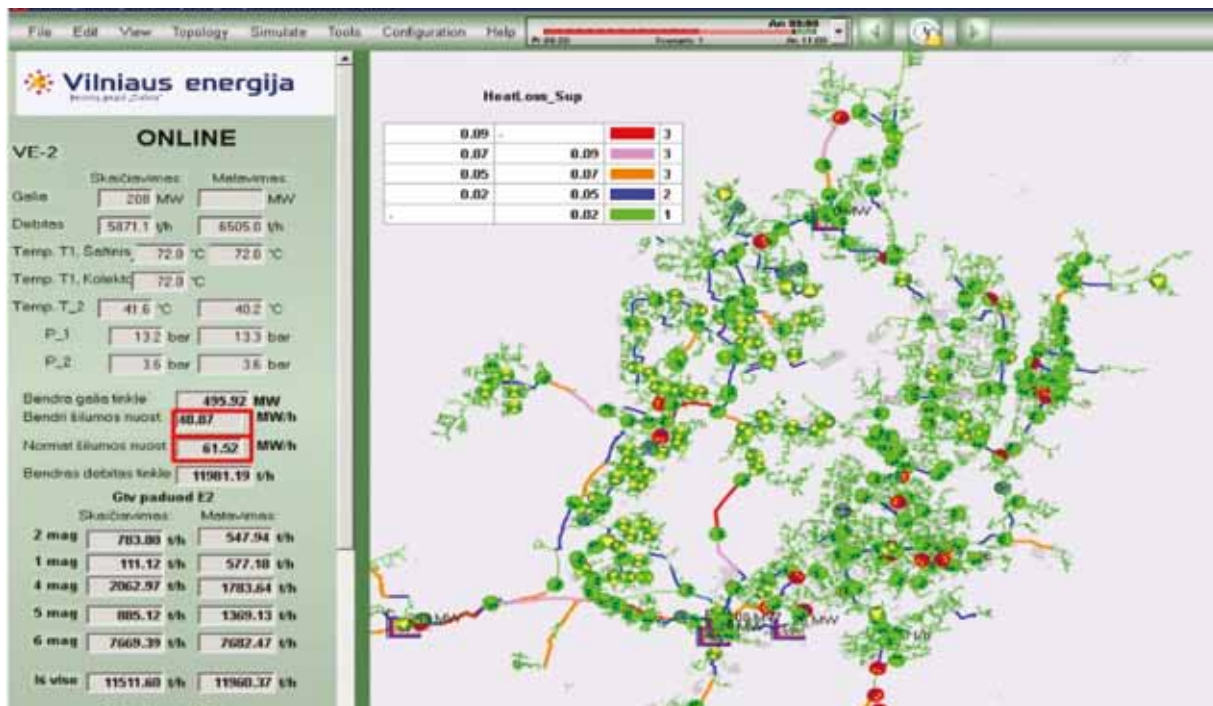 File Edit View Topology Simulate Tools Configuration Help
Vilniaus energija
ONLINE
VE-2
Skaičiavimas: Matavimas:
Galia 208 MW MW
Debitas 5871.1 t/h 6505.0 t/h
Temp. T1, Šaltinis 72.0 °C 72.0 °C
Temp. T1, Kolekto 72.0 °C
Temp. T_2 41.6 °C 40.2 °C
P_1 13.2 bar 13.3 bar
P_2 3.6 bar 3.6 bar
Bendra galia tinkle 495.92 MW
Bendri šilumos nuost 40.87 MW/h
Normat šilumos nuost 61.52 MW/h
Bendras debitas tinkle 11981.19 t/h
Gtv paduod E2
Skaičiavimas: Matavimas:
2 mag 783.00 t/h 547.94 t/h
1 mag 111.12 t/h 577.18 t/h
4 mag 2062.97 t/h 1783.64 t/h
5 mag 885.12 t/h 1369.13 t/h
6 mag 7669.39 t/h 7682.47 t/h
Is viso 11511.60 t/h 11960.37 t/h
HeatLoss_Sup
0.09 - 3
0.07 0.09 3
0.05 0.07 3
0.02 0.05 2
- 0.02 1
MW
MW